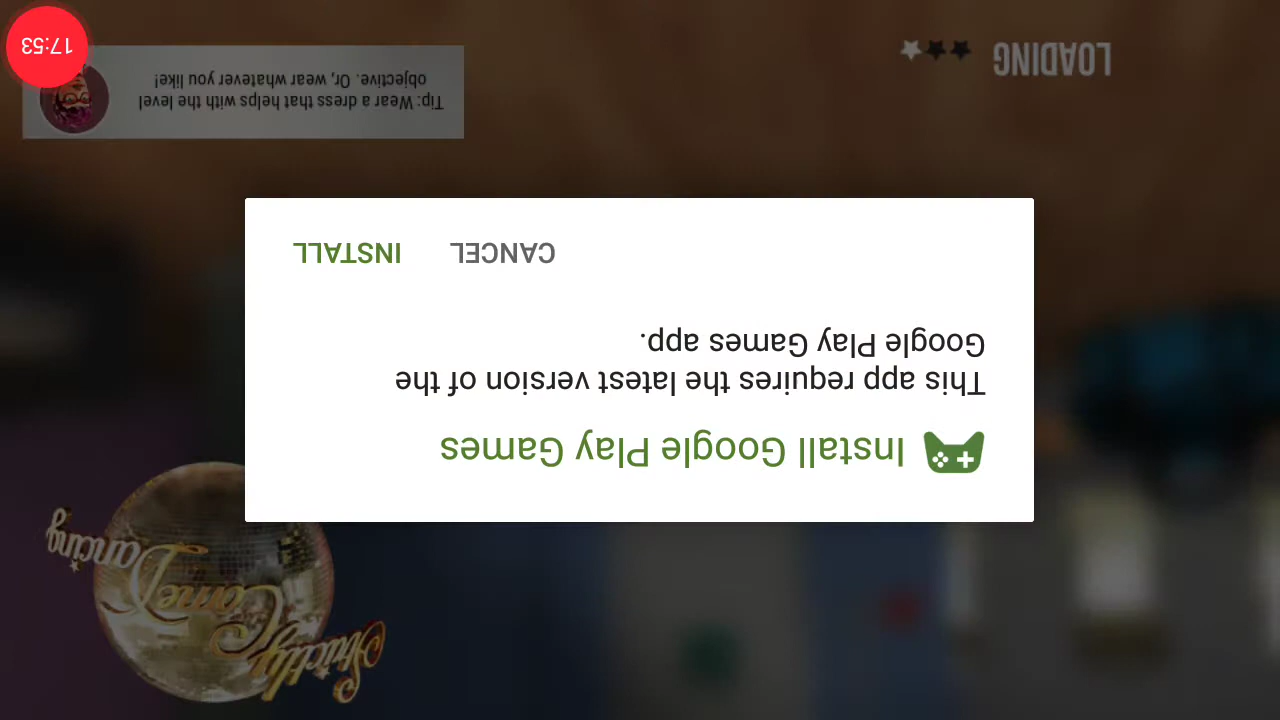 Strictly
Come
Dancing
Install Google Play Games
This app requires the latest version of the
Google Play Games app.
CANCEL
INSTALL
LOADING
Tip: Wear a dress that helps with the level
objective. Or, wear whatever you like!
17:53